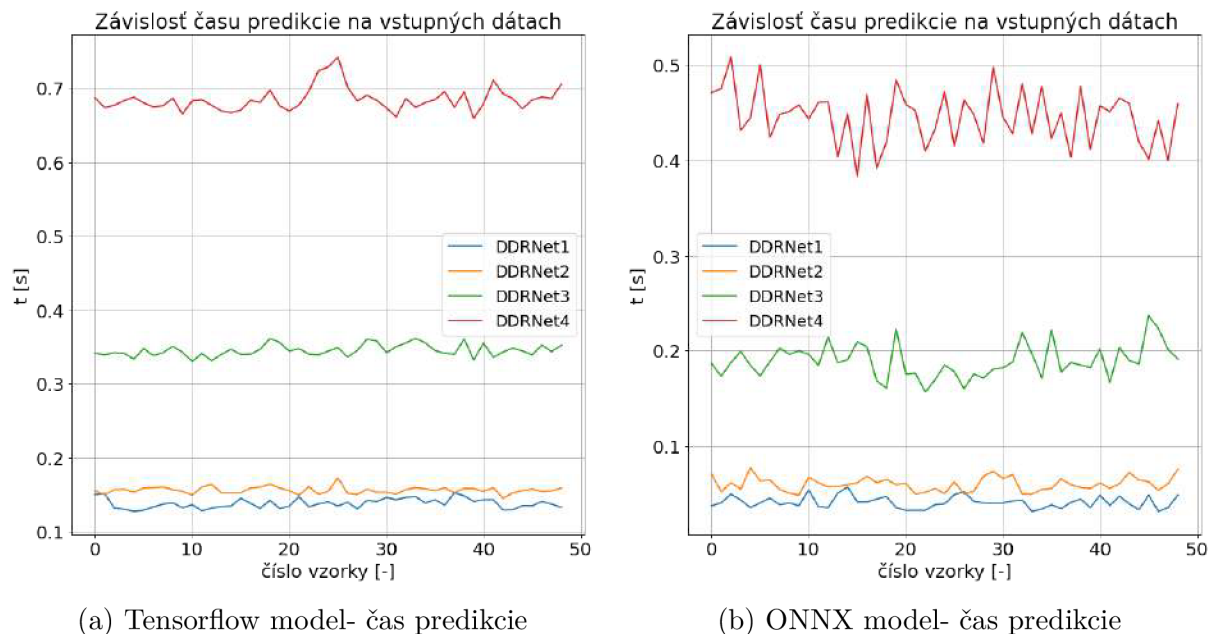 Závislosť času predikcie na vstupných dátach
0.7
0.6
0.5
0.4
0.3
0.2
0.1
t [s]
DDRNet1
DDRNet2
DDRNet3
DDRNet4
0 10 20 30 40 50
číslo vzorky [-]
(a) Tensorflow model- čas predikcie
Závislosť času predikcie na vstupných dátach
0.5
0.4
0.3
0.2
0.1
t [s]
DDRNet1
DDRNet2
DDRNet3
DDRNet4
0 10 20 30 40 50
číslo vzorky [-]
(b) ONNX model- čas predikcie